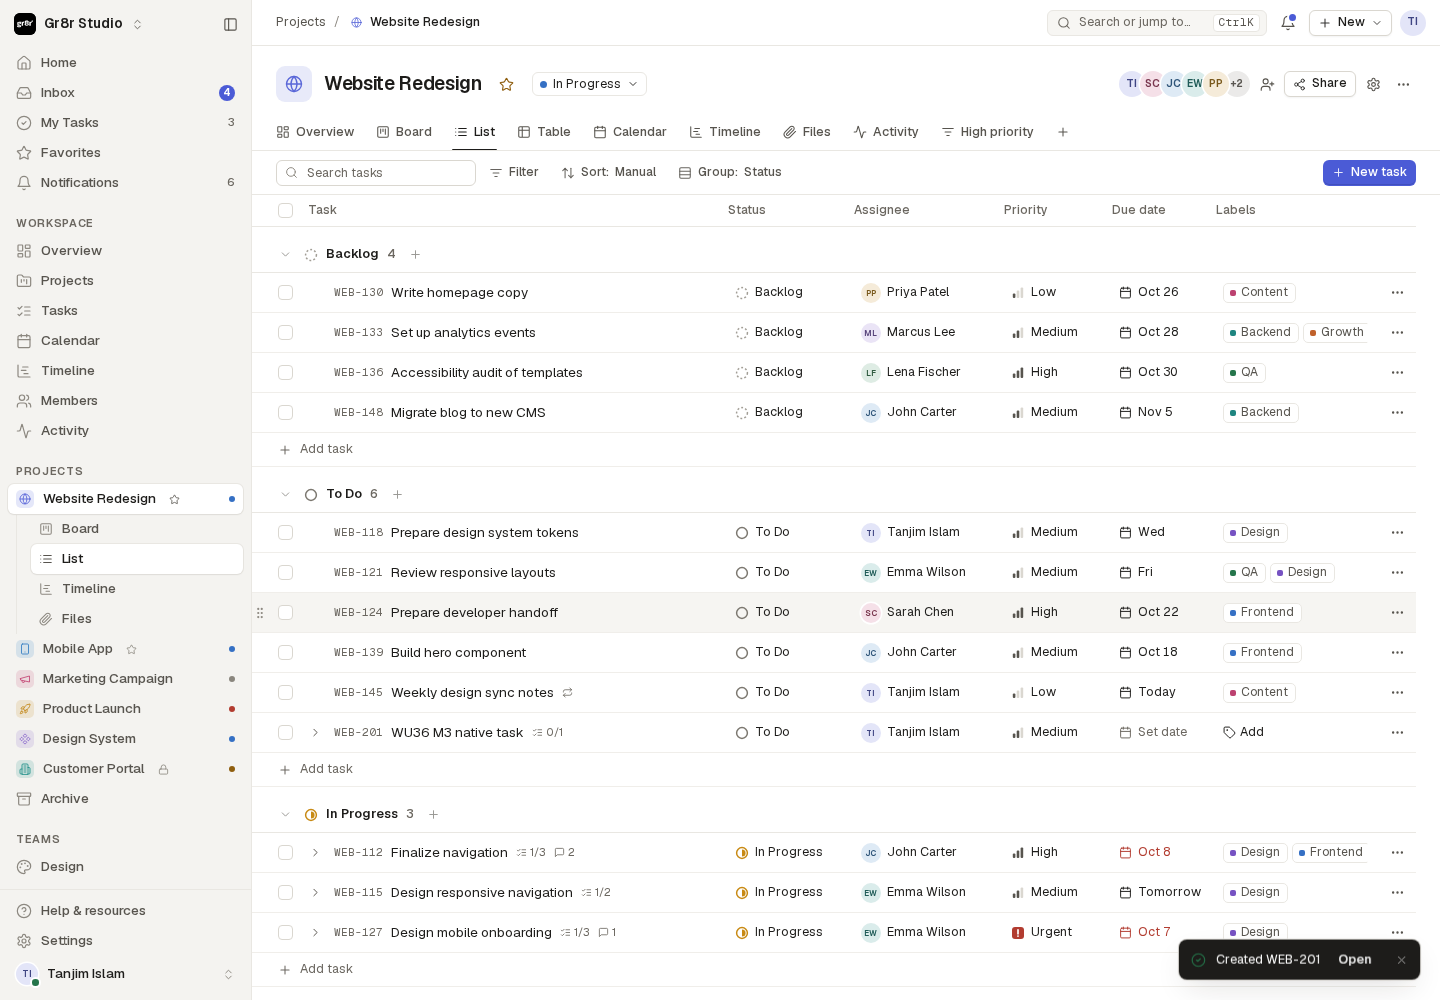 gr8r Gr8r Studio
Home
Inbox 4
My Tasks 3
Favorites
Notifications 6
WORKSPACE
Overview
Projects
Tasks
Calendar
Timeline
Members
Activity
PROJECTS
Website Redesign
Board
List
Timeline
Files
Mobile App
Marketing Campaign
Product Launch
Design System
Customer Portal
Archive
TEAMS
Design
Help & resources
Settings
TI Tanjim Islam
Projects / Website Redesign
Search or jump to... CtrlK
New
TI
Website Redesign
In Progress
TI SC JC EW PP +2
Share
Overview Board List Table Calendar Timeline Files Activity High priority
Search tasks
Filter
Sort: Manual
Group: Status
New task
Task Status Assignee Priority Due date Labels
Backlog 4
WEB-130 Write homepage copy Backlog PP Priya Patel Low Oct 26 Content
WEB-133 Set up analytics events Backlog ML Marcus Lee Medium Oct 28 Backend Growth
WEB-136 Accessibility audit of templates Backlog LF Lena Fischer High Oct 30 QA
WEB-148 Migrate blog to new CMS Backlog JC John Carter Medium Nov 5 Backend
Add task
To Do 6
WEB-118 Prepare design system tokens To Do TI Tanjim Islam Medium Wed Design
WEB-121 Review responsive layouts To Do EW Emma Wilson Medium Fri QA Design
WEB-124 Prepare developer handoff To Do SC Sarah Chen High Oct 22 Frontend
WEB-139 Build hero component To Do JC John Carter Medium Oct 18 Frontend
WEB-145 Weekly design sync notes To Do TI Tanjim Islam Low Today Content
WEB-201 WU36 M3 native task 0/1 To Do TI Tanjim Islam Medium Set date Add
Add task
In Progress 3
WEB-112 Finalize navigation 1/3 2 In Progress JC John Carter High Oct 8 Design Frontend
WEB-115 Design responsive navigation 1/2 In Progress EW Emma Wilson Medium Tomorrow Design
WEB-127 Design mobile onboarding 1/3 1 In Progress EW Emma Wilson Urgent Oct 7 Design
Add task
Created WEB-201 Open